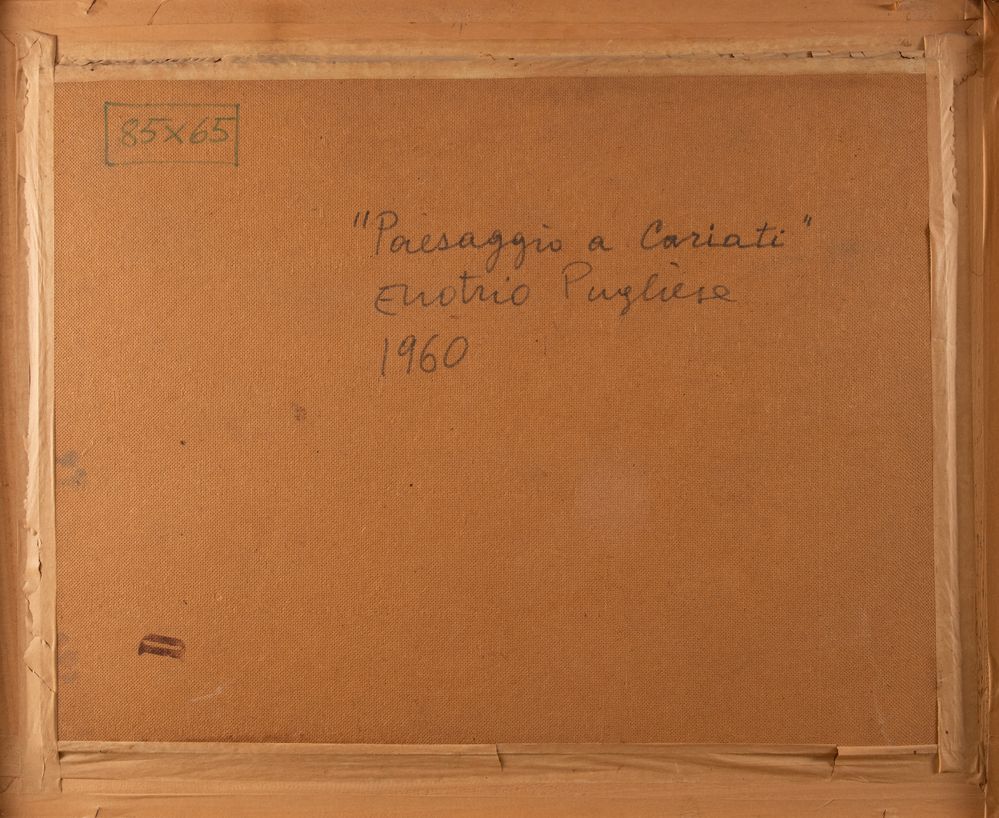 85x65
"Paesaggio a Cariati"
Enotrio Pugliese
1960